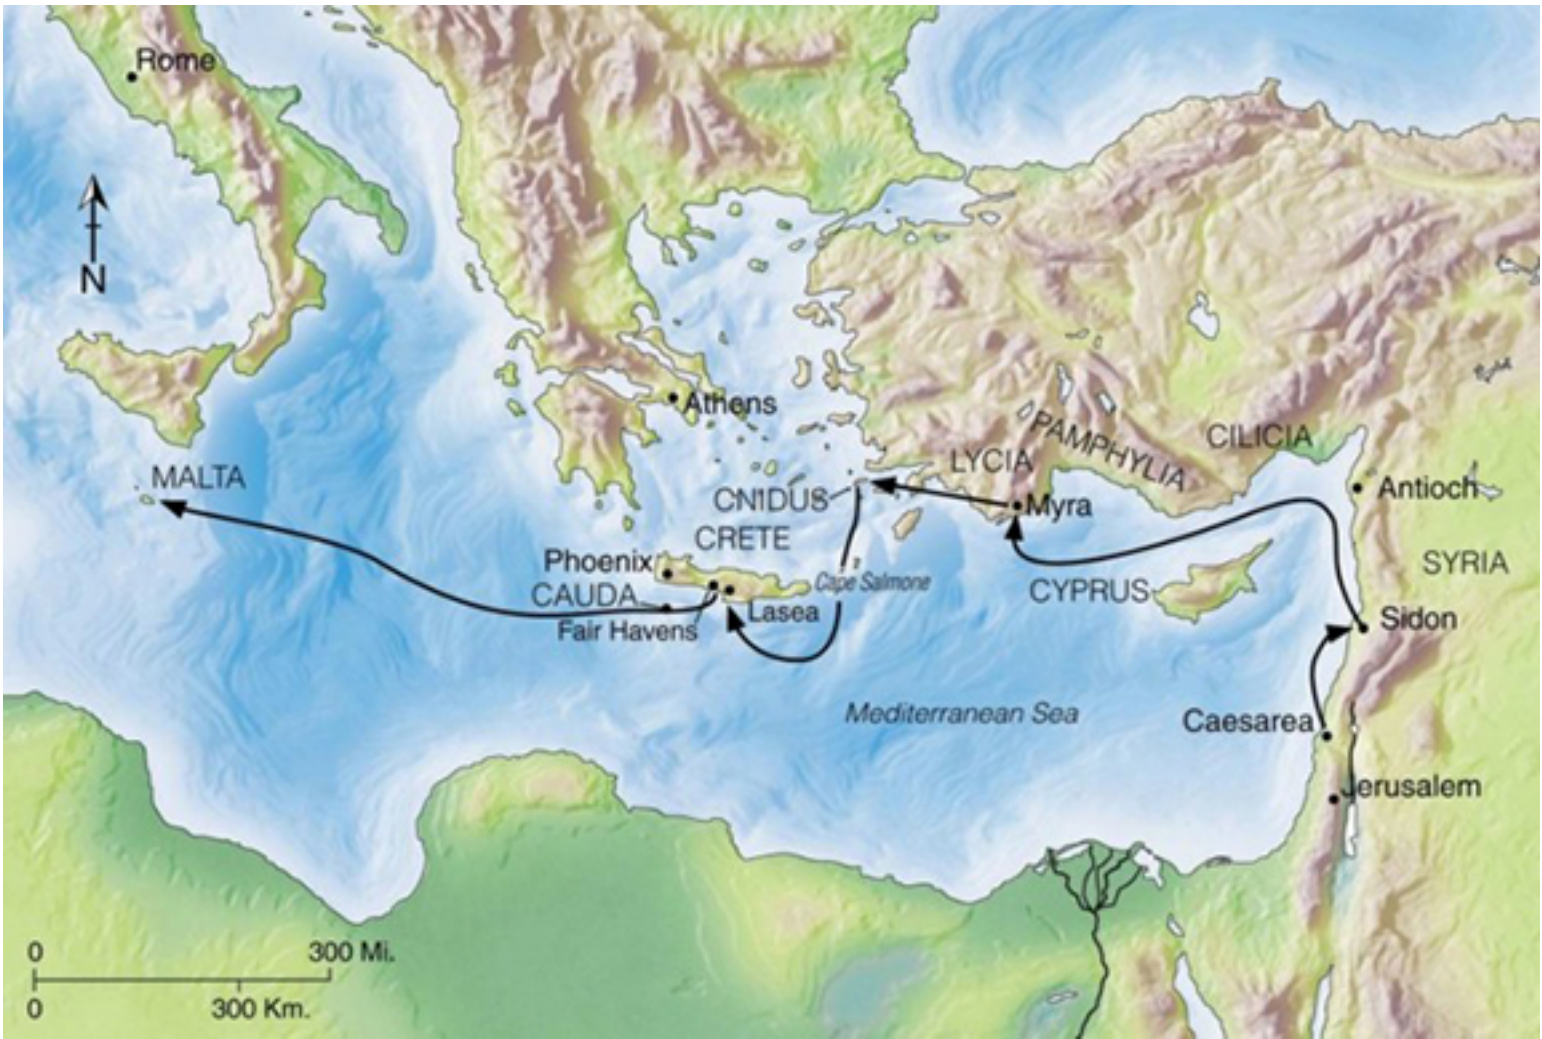 Rome
N
MALTA
Athens
CNIDUS
CRETE
Phoenix
CAUDA
Fair Havens
Lasea
Cape Salmone
LYCIA
PAMPHYLIA
CILICIA
Myra
Antioch
CYPRUS
SYRIA
Sidon
Mediterranean Sea
Caesarea
Jerusalem
0 300 Mi.
0 300 Km.